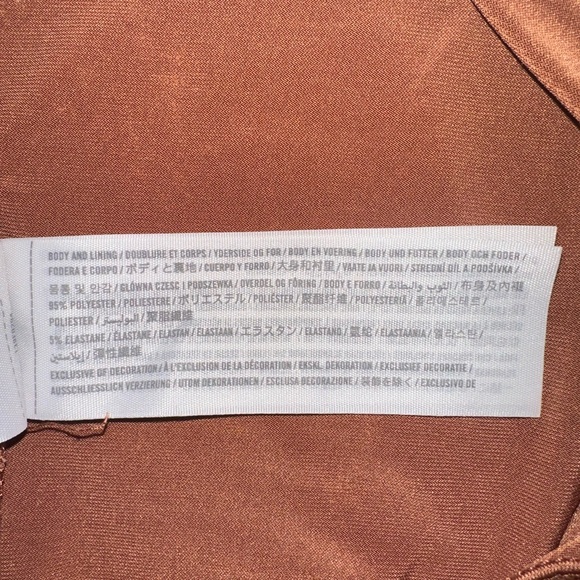 BODY AND LINING / DOUBLURE ET CORPS / YDERSIDE OG FOR / BODY EN VOERING / BODY UND FUTTER / BODY OCH FODER /
FODERA E CORPO / ボディと裏地 / CUERPO Y FORRO / 大身和衬里 / VAATE JA VUORI / STREDNÍ DÍL A PODŠÍVKA /
몸통 및 안감 / GŁÓWNA CZĘŚĆ I PODSZEWKA / OVERDEL OG FÔRING / BODY E FORRO / الثوب والبطانة / 布身及內襯
95% POLYESTER / POLIESTERE / ポリエステル / POLIÉSTER / 聚酯纤维 / POLYESTERIÄ / 폴리에스테르 /
POLIESTER / البوليستر / 聚酯纖維
5% ELASTANE / ÉLASTHANNE / ELASTAN / ELASTAAN / エラスタン / ELASTANO / 氨纶 / ELASTAANIA / 엘라스틴 /
إيلاستين / 彈性纖維
EXCLUSIVE OF DECORATION / À L'EXCLUSION DE LA DÉCORATION / EKSKL. DEKORATION / EXCLUSIEF DECORATIE /
AUSSCHLIESSLICH VERZIERUNG / UTOM DEKORATIONEN / ESCLUSA DECORAZIONE / 装飾を除く / EXCLUSIVO DE